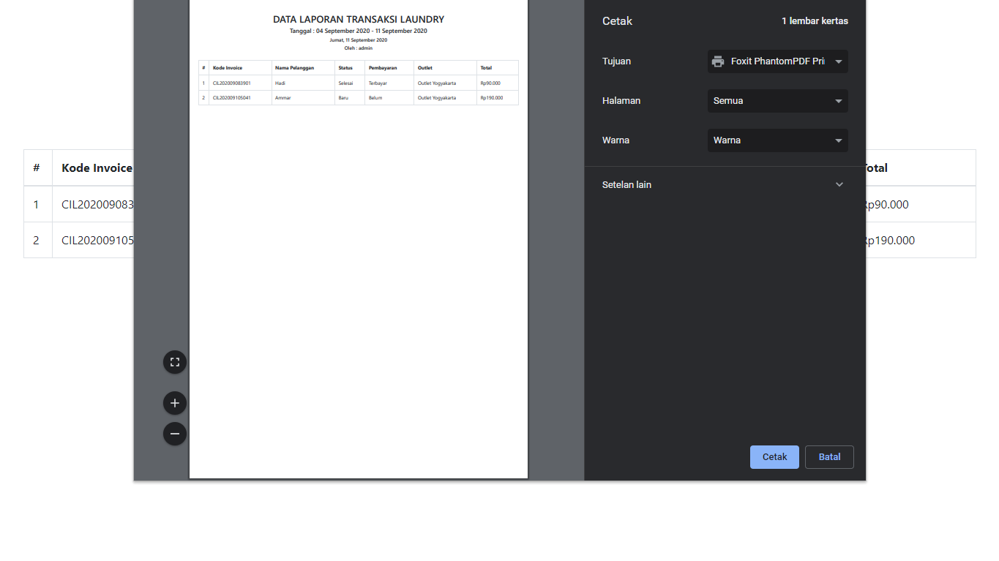 DATA LAPORAN TRANSAKSI LAUNDRY
Tanggal : 04 September 2020 - 11 September 2020
Jumat, 11 September 2020
Oleh : admin
# Kode Invoice Nama Pelanggan Status Pembayaran Outlet Total
1 CIL202009083901 Hadi Selesai Terbayar Outlet Yogyakarta Rp90.000
2 CIL202009105041 Ammar Baru Belum Outlet Yogyakarta Rp190.000
Cetak 1 lembar kertas
Tujuan Foxit PhantomPDF Pri
Halaman Semua
Warna Warna
Setelan lain
Cetak Batal
# Kode Invoice Total
1 CIL202009083 Rp90.000
2 CIL202009105 Rp190.000